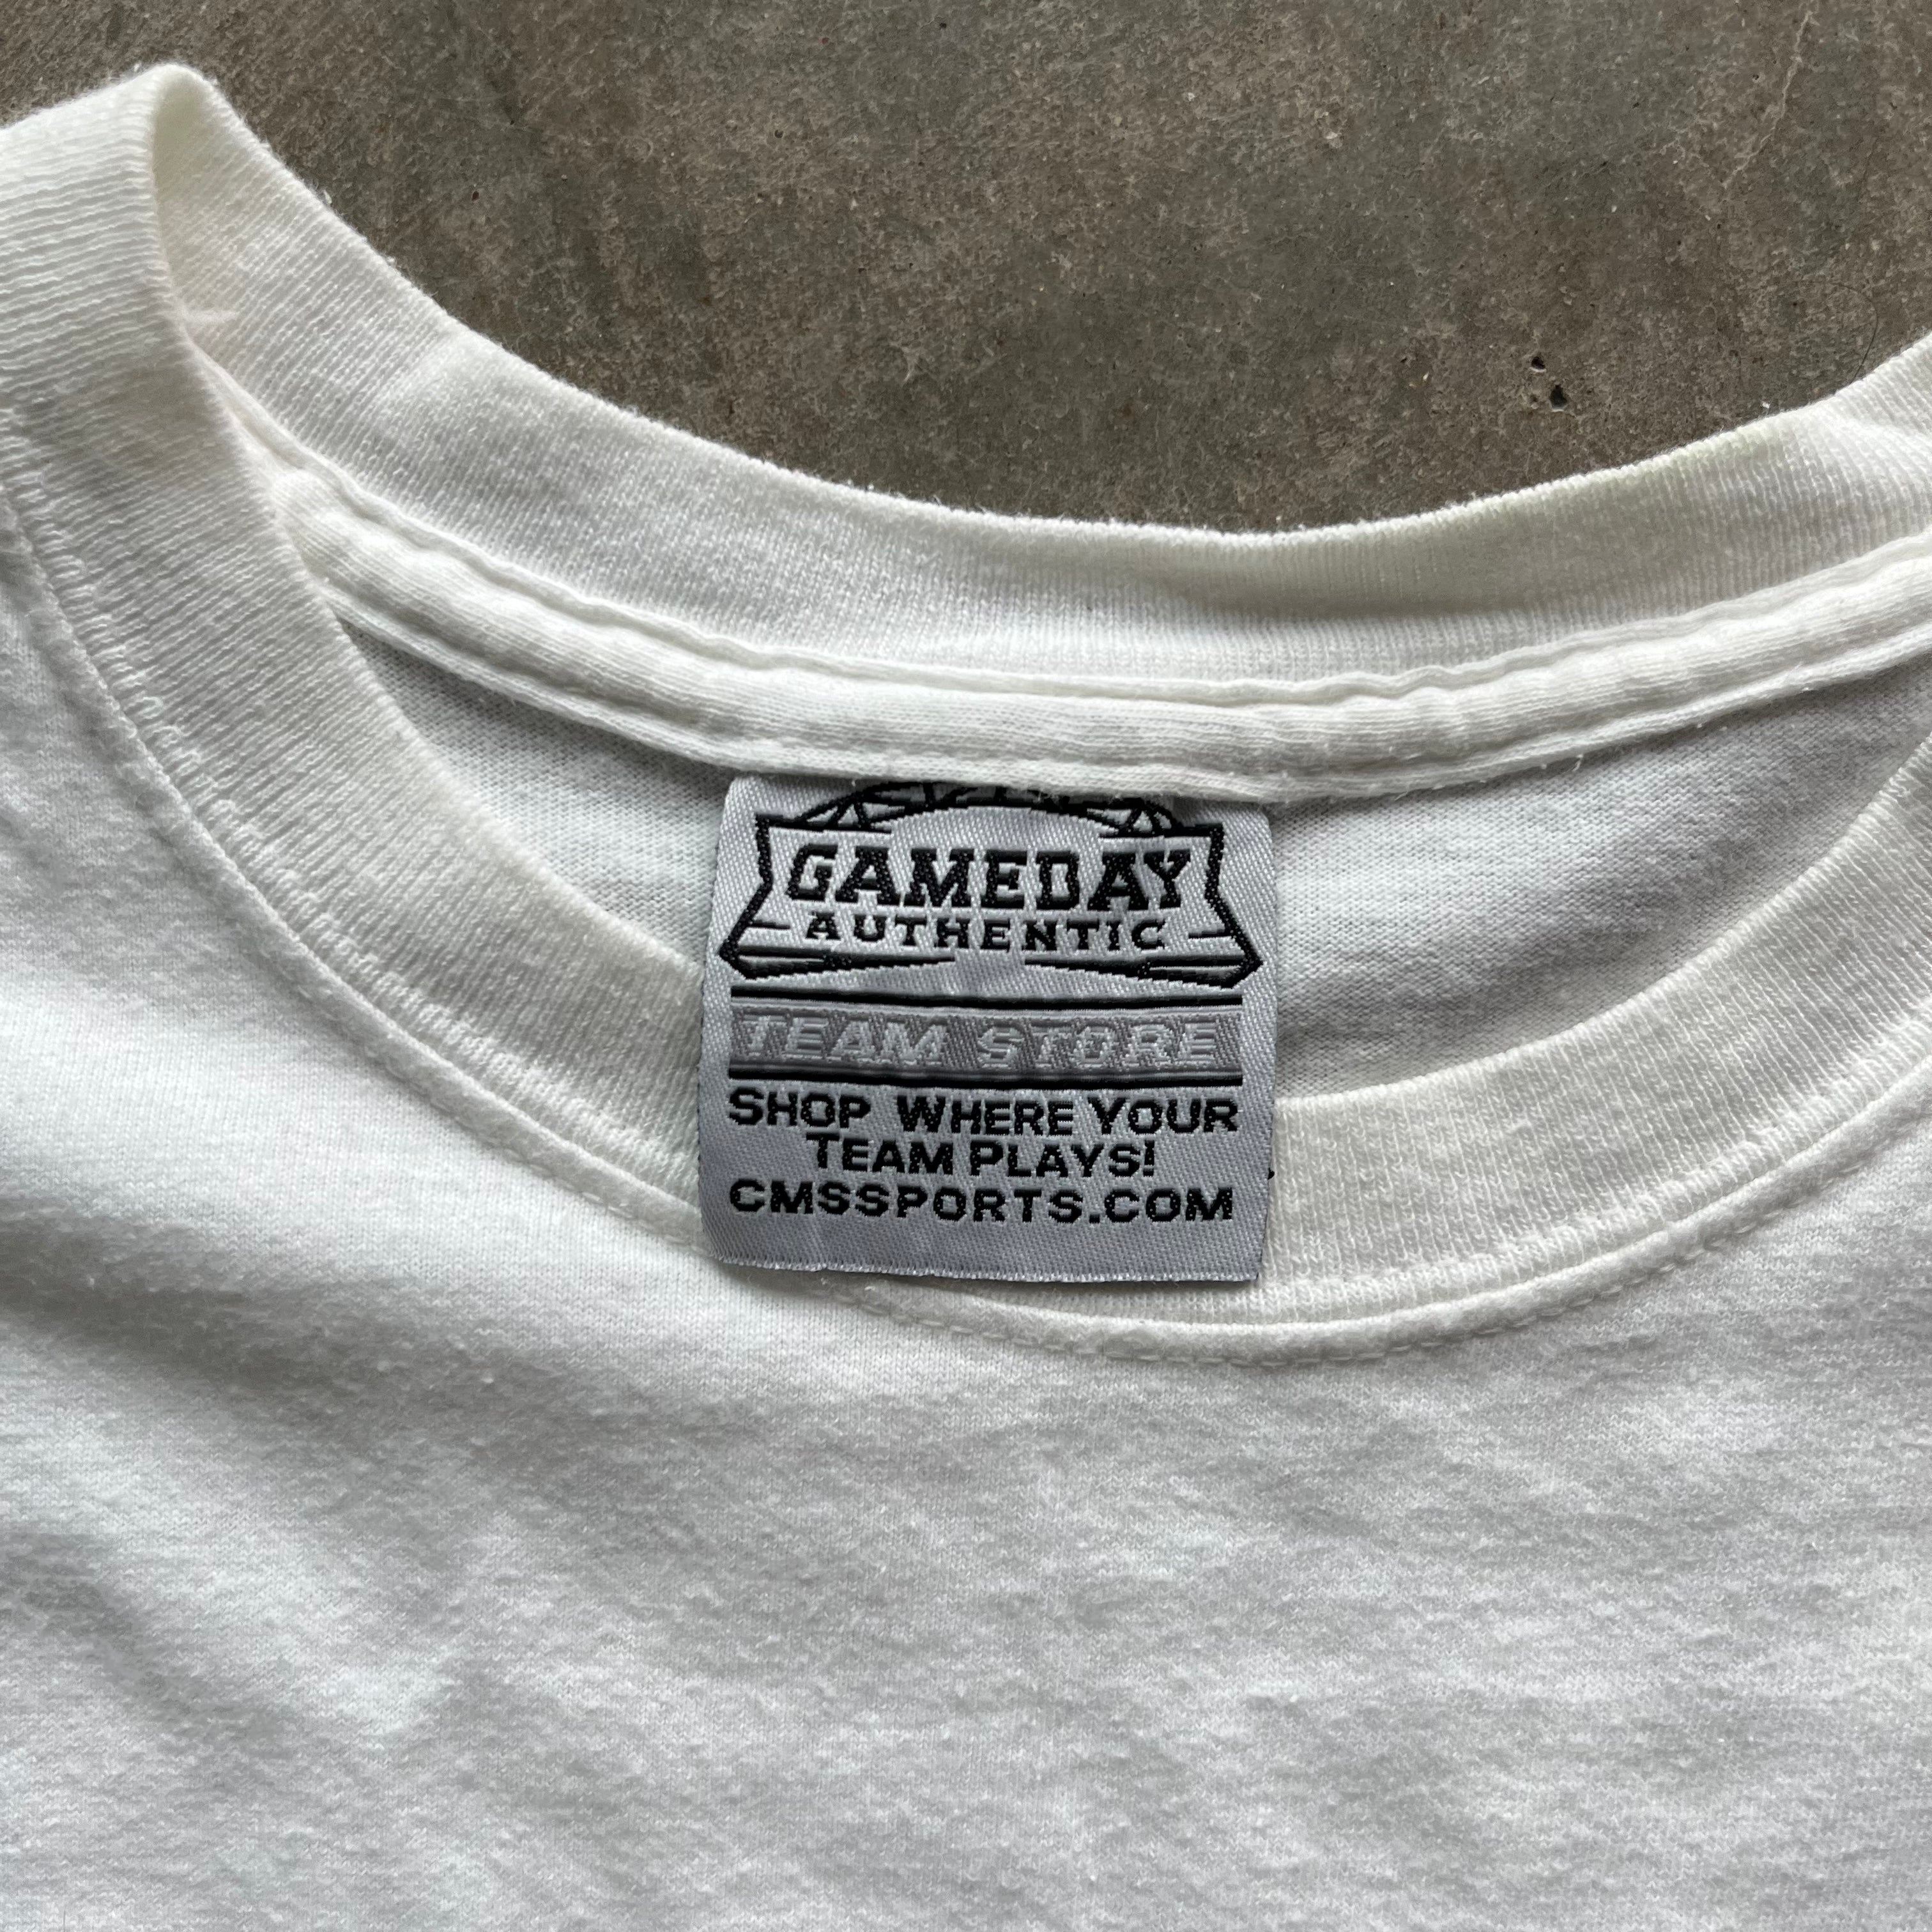 GAMEDAY
AUTHENTIC
TEAM STORE
SHOP WHERE YOUR
TEAM PLAYS!
CMSSPORTS.COM